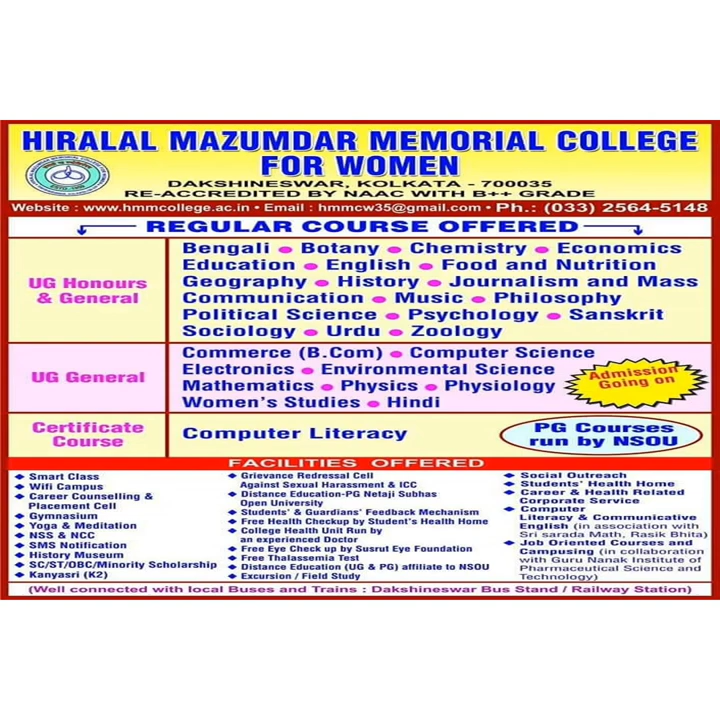 HIRALAL MAZUMDAR MEMORIAL COLLEGE
FOR WOMEN
DAKSHINESWAR, KOLKATA - 700035
RE-ACCREDITED BY NAAC WITH B++ GRADE
Website : www.hmmcollege.ac.in • Email : hmmcw35@gmail.com • Ph.: (033) 2564-5148
REGULAR COURSE OFFERED
UG Honours
& General
Bengali • Botany • Chemistry • Economics
Education • English • Food and Nutrition
Geography • History • Journalism and Mass
Communication • Music • Philosophy
Political Science • Psychology • Sanskrit
Sociology • Urdu • Zoology
UG General
Commerce (B.Com) • Computer Science
Electronics • Environmental Science
Mathematics • Physics • Physiology
Women's Studies • Hindi
Admission
Going on
Certificate
Course
Computer Literacy
PG Courses
run by NSOU
FACILITIES OFFERED
◆ Smart Class
◆ Wifi Campus
◆ Career Counselling &
Placement Cell
◆ Gymnasium
◆ Yoga & Meditation
◆ NSS & NCC
◆ SMS Notification
◆ History Museum
◆ SC/ST/OBC/Minority Scholarship
◆ Kanyasri (K2)
◆ Grievance Redressal Cell
Against Sexual Harassment & ICC
◆ Distance Education-PG Netaji Subhas
Open University
◆ Students' & Guardians' Feedback Mechanism
◆ Free Health Checkup by Student's Health Home
◆ College Health Unit Run by
an experienced Doctor
◆ Free Eye Check up by Susrut Eye Foundation
◆ Free Thalassemia Test
◆ Distance Education (UG & PG) affiliate to NSOU
◆ Excursion / Field Study
◆ Social Outreach
◆ Students' Health Home
◆ Career & Health Related
Corporate Service
◆ Computer
Literacy & Communicative
English (in association with
Sri sarada Math, Rasik Bhita)
◆ Job Oriented Courses and
Campusing (in collaboration
with Guru Nanak Institute of
Pharmaceutical Science and
Technology)
(Well connected with local Buses and Trains : Dakshineswar Bus Stand / Railway Station)